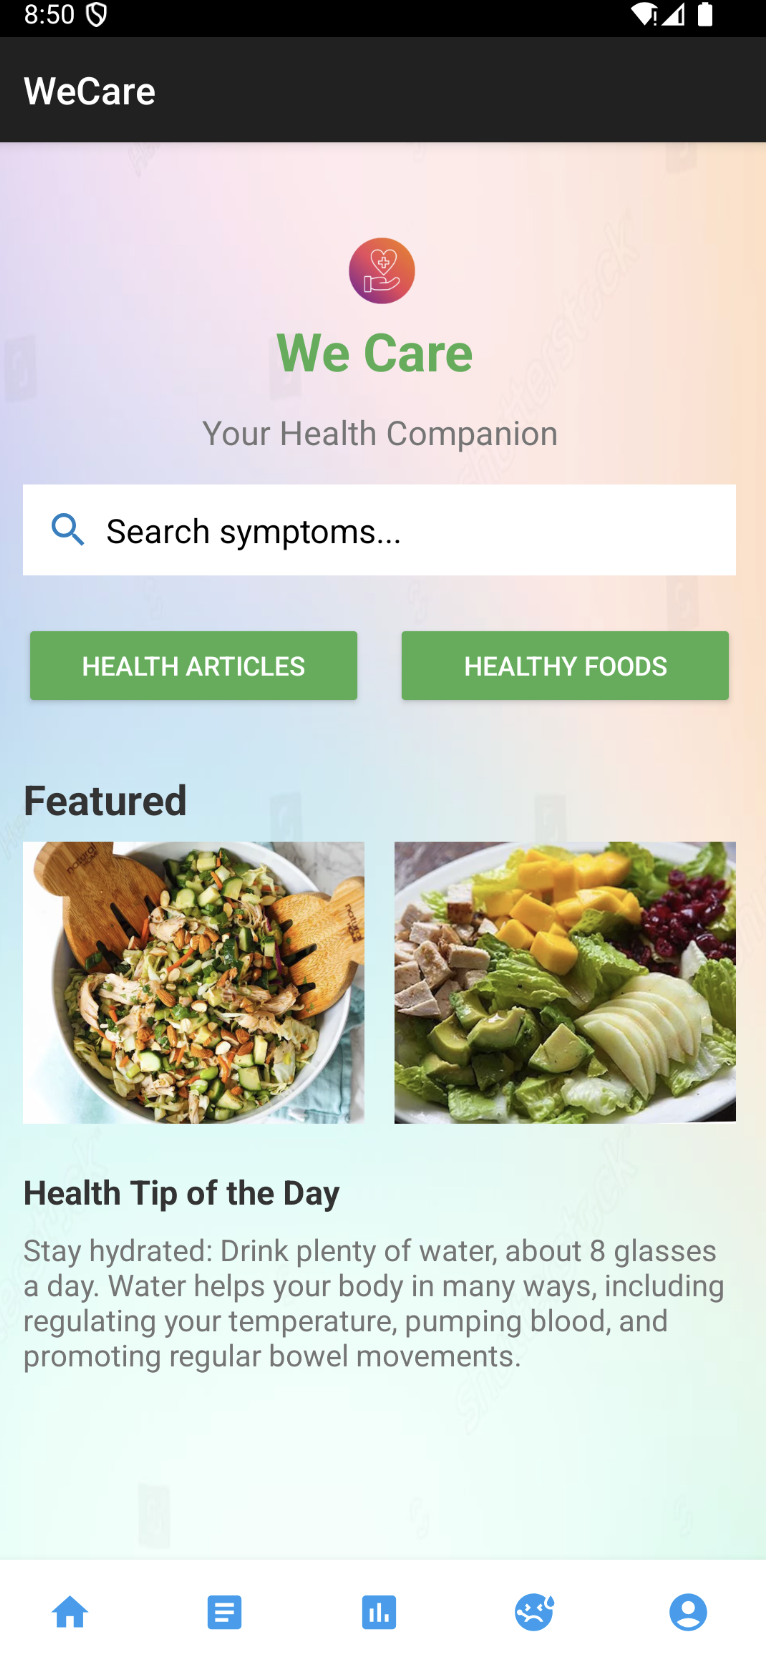 8:50
WeCare
We Care
Your Health Companion
Search symptoms...
HEALTH ARTICLES
HEALTHY FOODS
Featured
Health Tip of the Day
Stay hydrated: Drink plenty of water, about 8 glasses
a day. Water helps your body in many ways, including
regulating your temperature, pumping blood, and
promoting regular bowel movements.
shutterstock
shutterstock